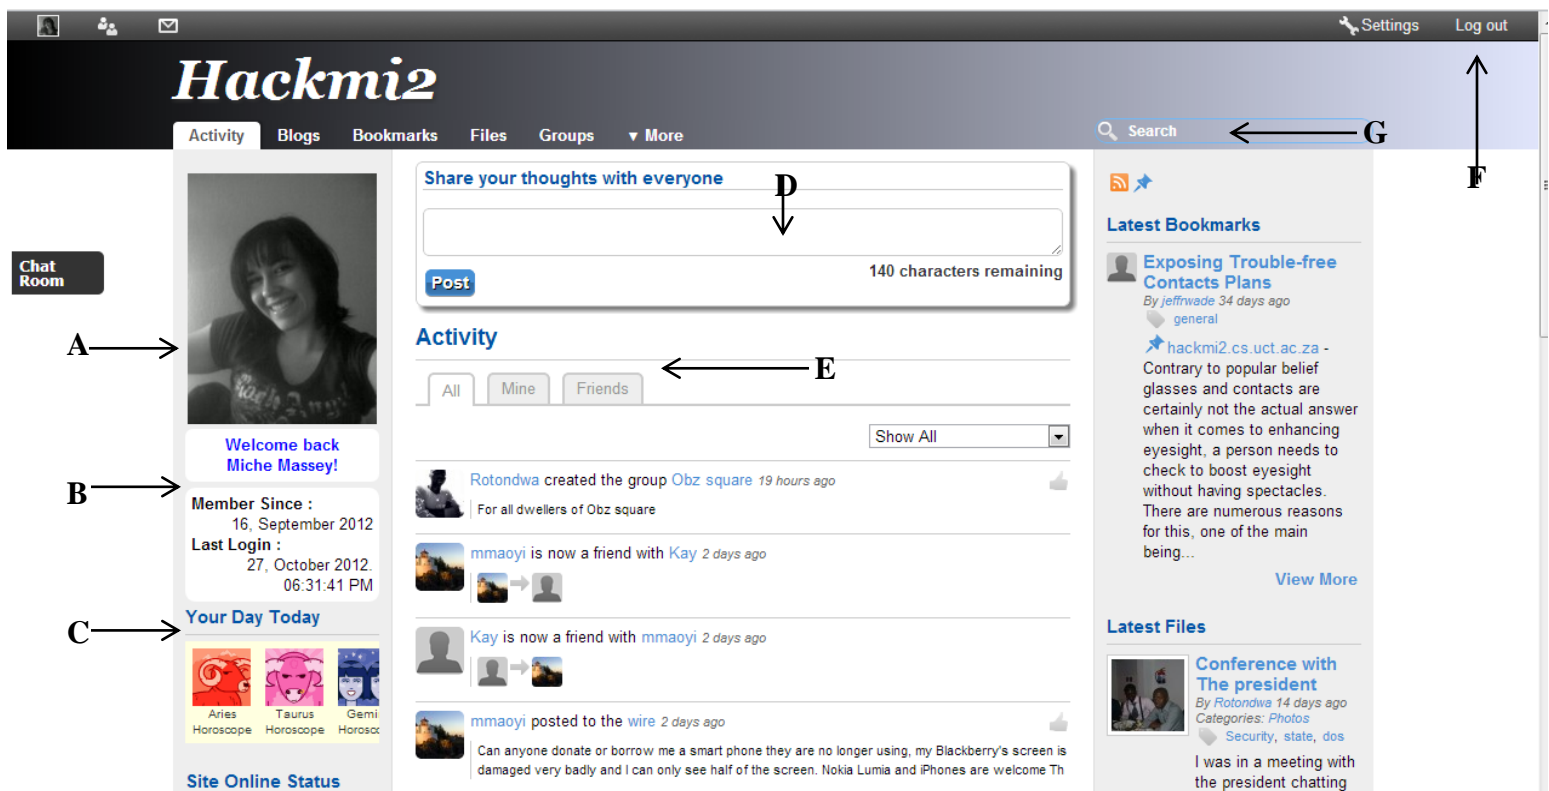 Settings
Log out
Hackmi2
Activity
Blogs
Bookmarks
Files
Groups
▼ More
Search
G
F
Chat
Room
A
Welcome back
Miche Massey!
B
Member Since :
16, September 2012
Last Login :
27, October 2012.
06:31:41 PM
C
Your Day Today
Aries
Horoscope
Taurus
Horoscope
Gemi
Horosc
Site Online Status
Share your thoughts with everyone
D
140 characters remaining
Post
Activity
E
All
Mine
Friends
Show All
Rotondwa created the group Obz square 19 hours ago
For all dwellers of Obz square
mmaoyi is now a friend with Kay 2 days ago
Kay is now a friend with mmaoyi 2 days ago
mmaoyi posted to the wire 2 days ago
Can anyone donate or borrow me a smart phone they are no longer using, my Blackberry's screen is
damaged very badly and I can only see half of the screen. Nokia Lumia and iPhones are welcome Th
Latest Bookmarks
Exposing Trouble-free
Contacts Plans
By jeffrwade 34 days ago
general
hackmi2.cs.uct.ac.za -
Contrary to popular belief
glasses and contacts are
certainly not the actual answer
when it comes to enhancing
eyesight, a person needs to
check to boost eyesight
without having spectacles.
There are numerous reasons
for this, one of the main
being...
View More
Latest Files
Conference with
The president
By Rotondwa 14 days ago
Categories: Photos
Security, state, dos
I was in a meeting with
the president chatting